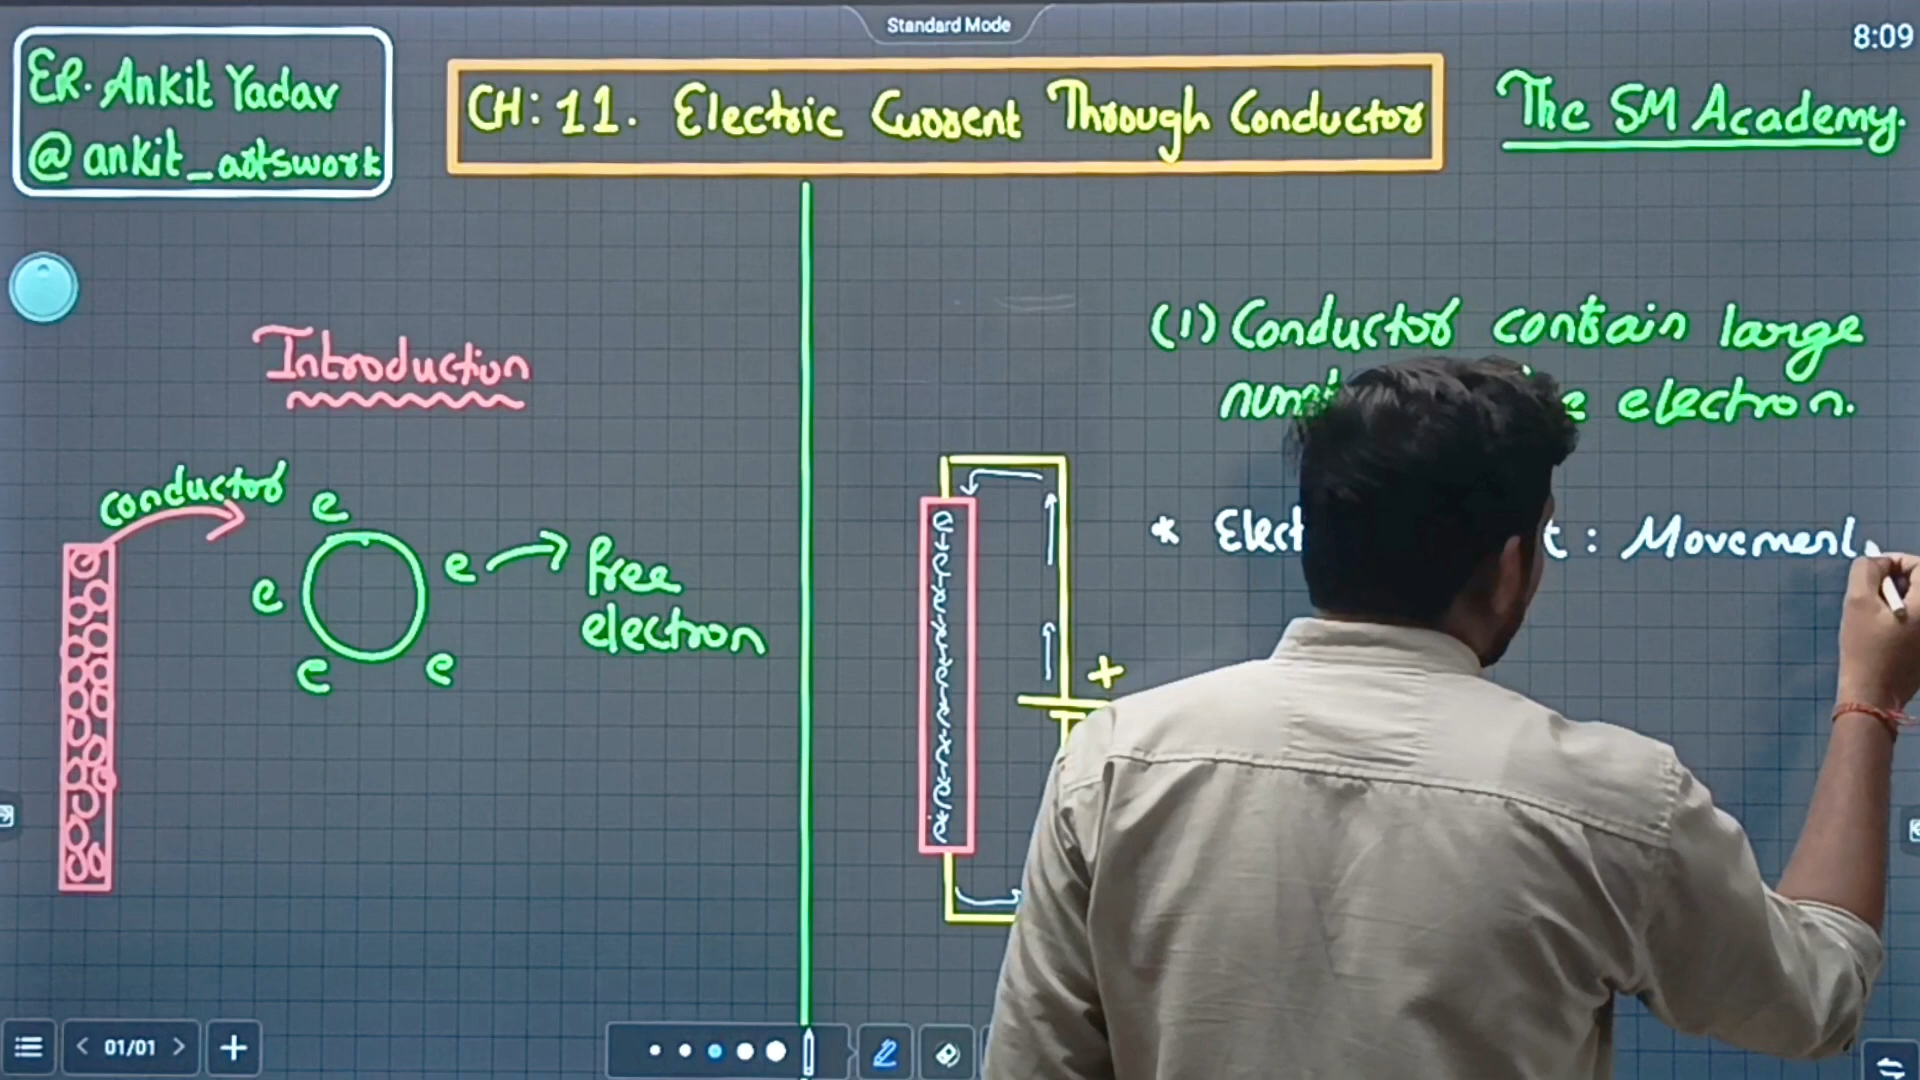 Standard Mode
8:09
ER. Ankit Yadav
@ankit_artswork
CH: 11. Electric Current Through Conductor
The SM Academy.
Introduction
conductor
e
e
e
e
e
free
electron
(1) Conductor contain large
electron.
+
* : Movement
01/01